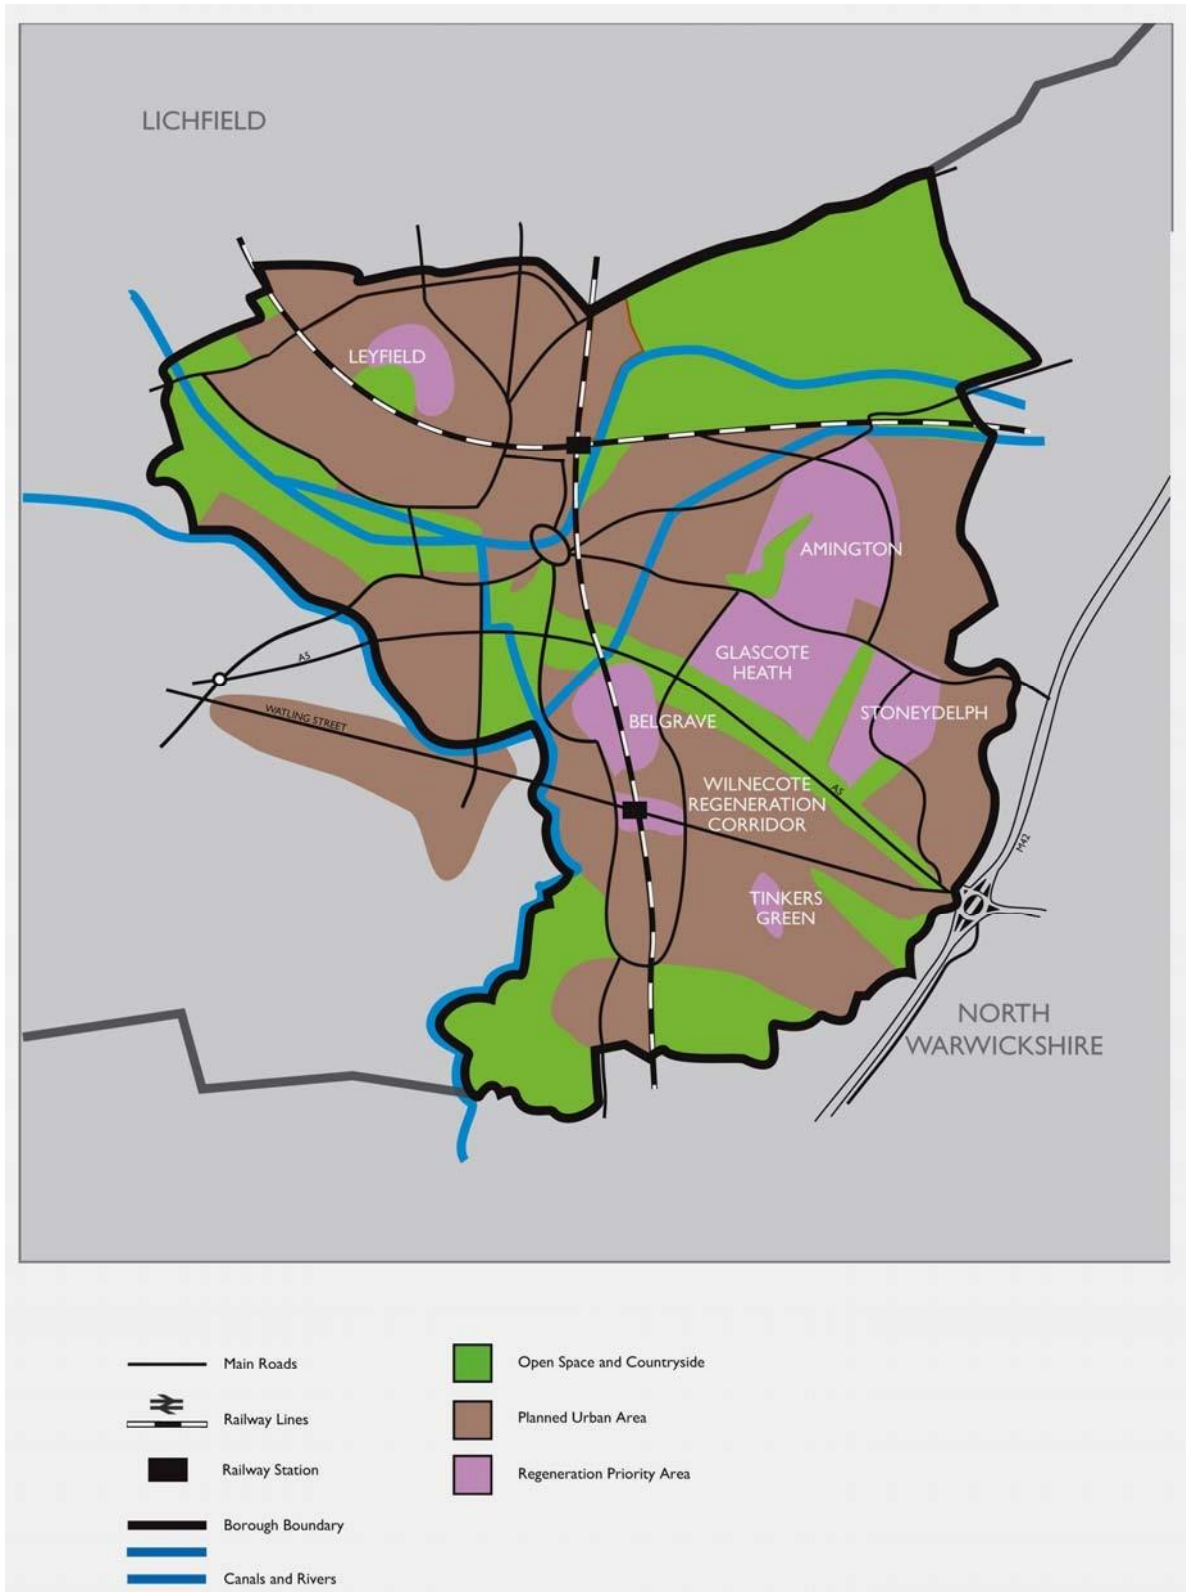 LICHFIELD
LEYFIELD
AMINGTON
GLASCOTE
HEATH
A5
STONEYDELPH
WATLING STREET
BELGRAVE
WILNECOTE
REGENERATION
CORRIDOR
A5
M42
TINKERS
GREEN
NORTH
WARWICKSHIRE
Main Roads
Railway Lines
Railway Station
Borough Boundary
Canals and Rivers
Open Space and Countryside
Planned Urban Area
Regeneration Priority Area